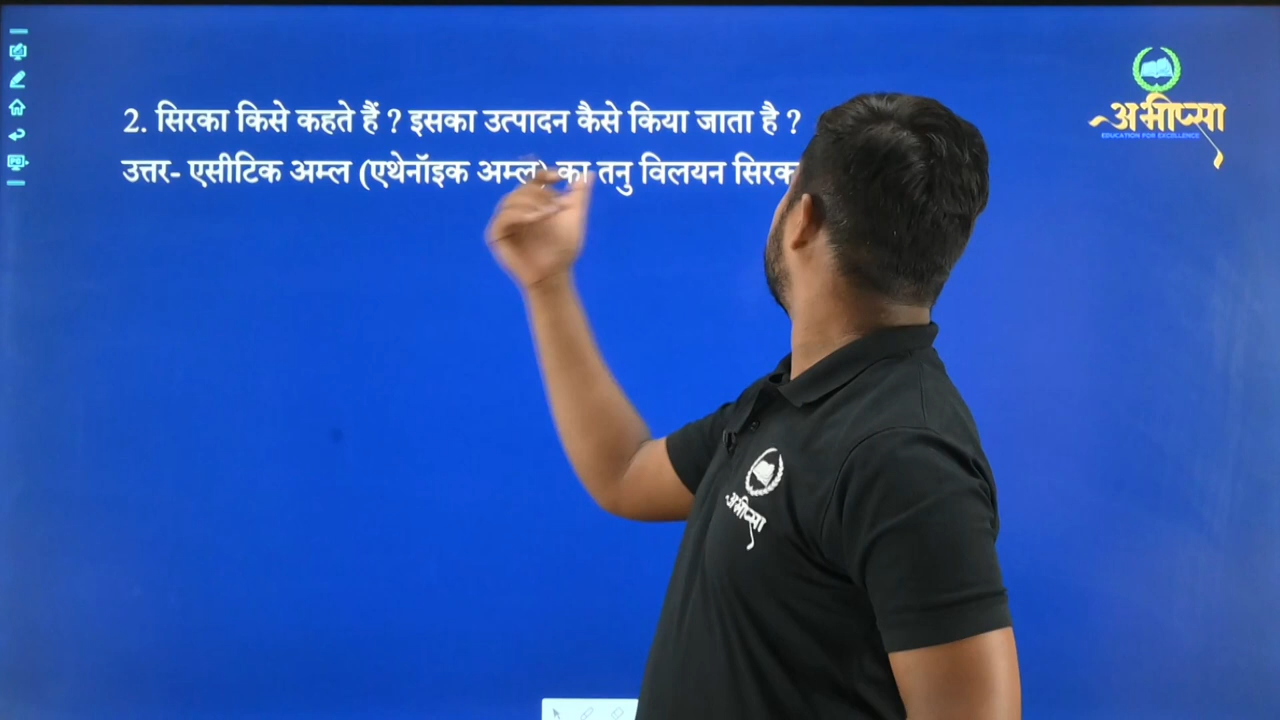 2. सिरका किसे कहते हैं ? इसका उत्पादन कैसे किया जाता है ?
उत्तर- एसीटिक अम्ल (एथेनॉइक अम्ल) का तनु विलयन
अभीप्सा
EDUCATION FOR EXCELLENCE
अभीप्सा